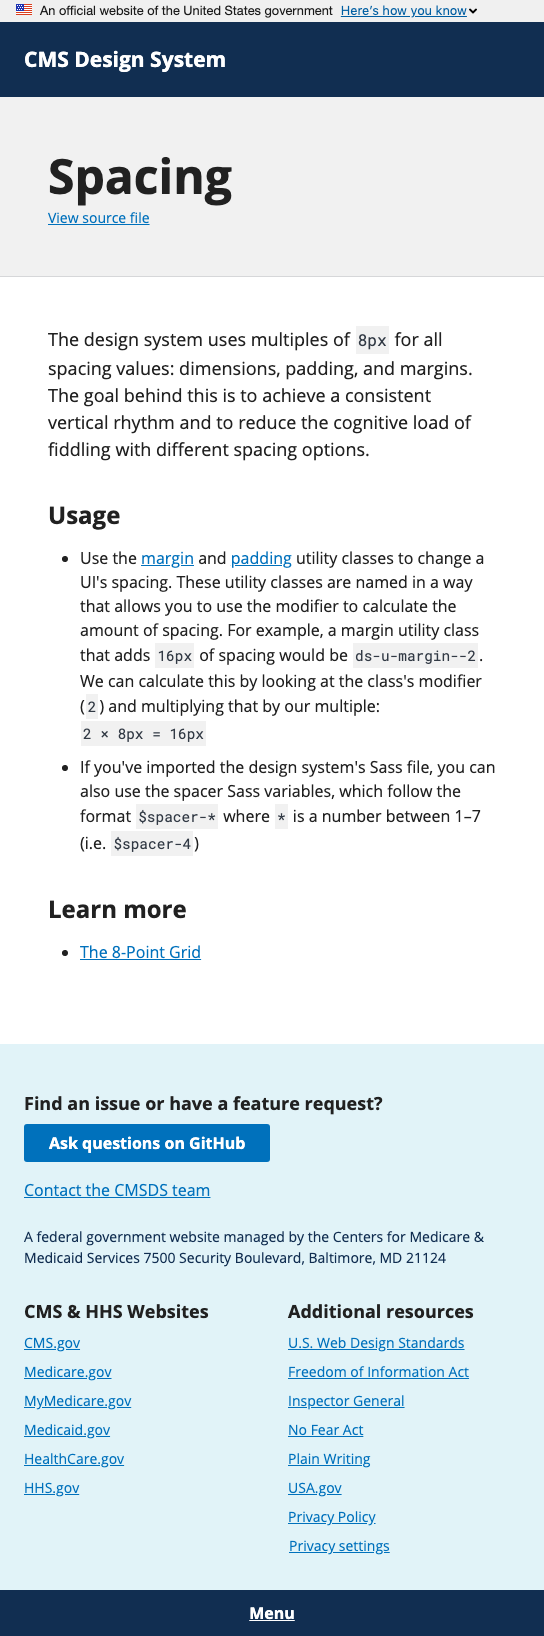 An official website of the United States government Here's how you know
CMS Design System
Spacing
View source file
The design system uses multiples of 8px for all
spacing values: dimensions, padding, and margins.
The goal behind this is to achieve a consistent
vertical rhythm and to reduce the cognitive load of
fiddling with different spacing options.
Usage
• Use the margin and padding utility classes to change a
UI's spacing. These utility classes are named in a way
that allows you to use the modifier to calculate the
amount of spacing. For example, a margin utility class
that adds 16px of spacing would be ds-u-margin--2.
We can calculate this by looking at the class's modifier
(2) and multiplying that by our multiple:
2 × 8px = 16px
• If you've imported the design system's Sass file, you can
also use the spacer Sass variables, which follow the
format $spacer-* where * is a number between 1–7
(i.e. $spacer-4)
Learn more
• The 8-Point Grid
Find an issue or have a feature request?
Ask questions on GitHub
Contact the CMSDS team
A federal government website managed by the Centers for Medicare &
Medicaid Services 7500 Security Boulevard, Baltimore, MD 21124
CMS & HHS Websites
CMS.gov
Medicare.gov
MyMedicare.gov
Medicaid.gov
HealthCare.gov
HHS.gov
Additional resources
U.S. Web Design Standards
Freedom of Information Act
Inspector General
No Fear Act
Plain Writing
USA.gov
Privacy Policy
Privacy settings
Menu